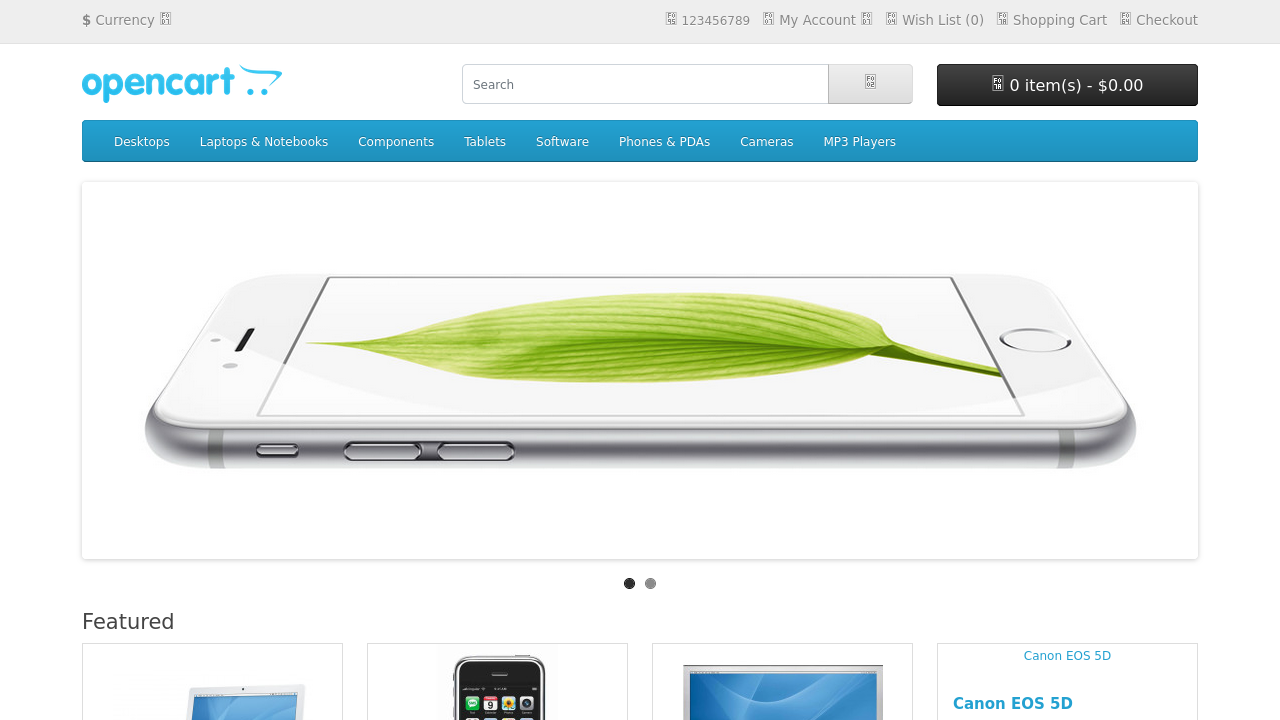 $ Currency
123456789 My Account Wish List (0) Shopping Cart Checkout
opencart
Search
0 item(s) - $0.00
Desktops Laptops & Notebooks Components Tablets Software Phones & PDAs Cameras MP3 Players
Featured
Canon EOS 5D
Canon EOS 5D